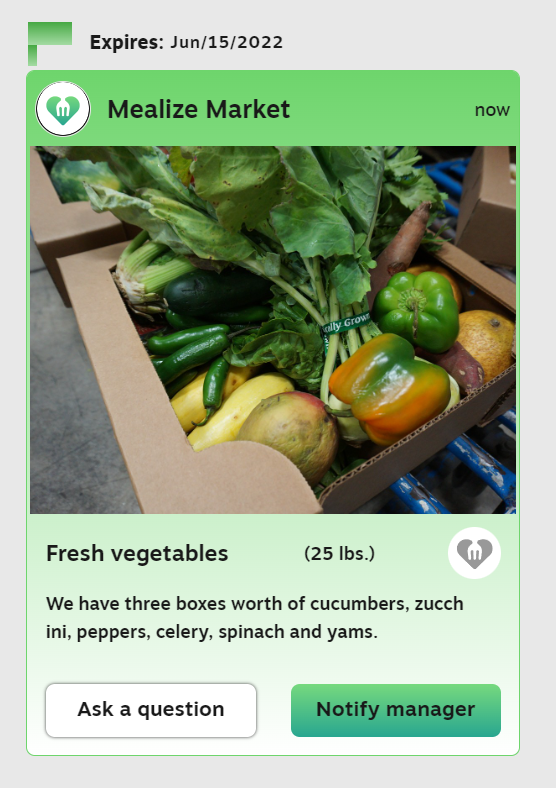 Expires: Jun/15/2022
Mealize Market
now
Grown
Fresh vegetables
(25 lbs.)
We have three boxes worth of cucumbers, zucch
ini, peppers, celery, spinach and yams.
Ask a question
Notify manager